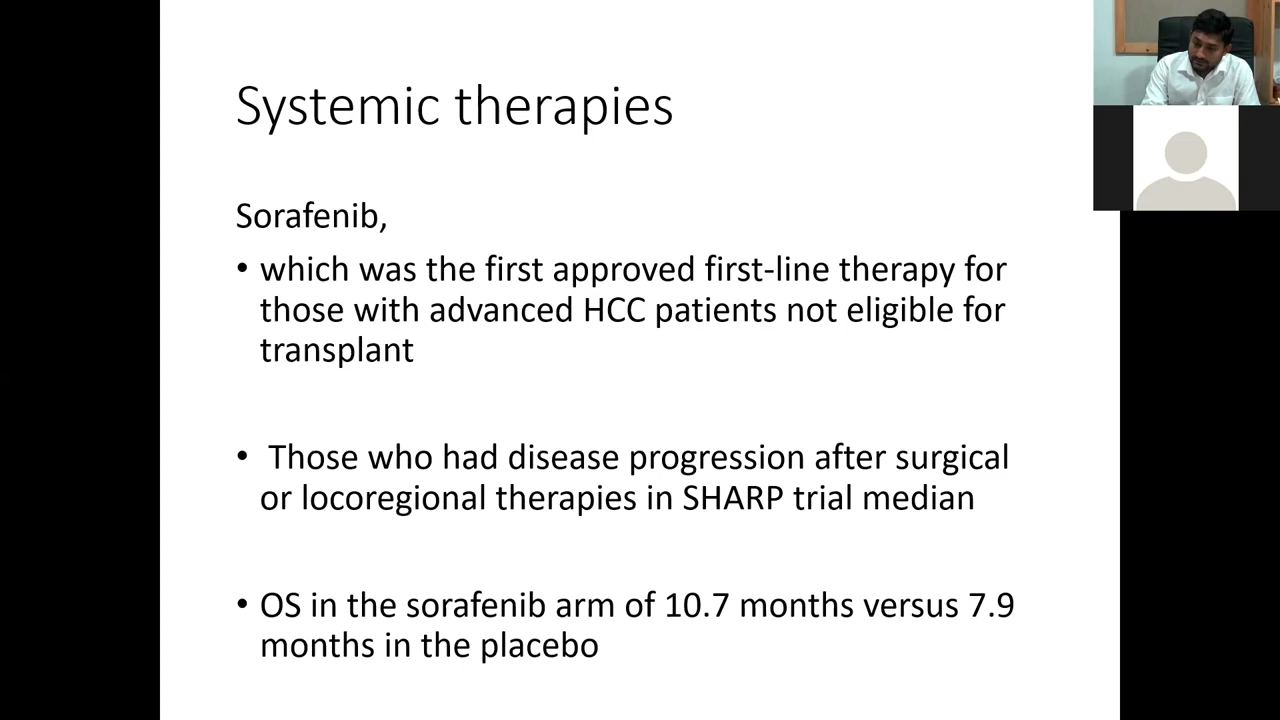 Systemic therapies
Sorafenib,
• which was the first approved first-line therapy for
those with advanced HCC patients not eligible for
transplant
• Those who had disease progression after surgical
or locoregional therapies in SHARP trial median
• OS in the sorafenib arm of 10.7 months versus 7.9
months in the placebo